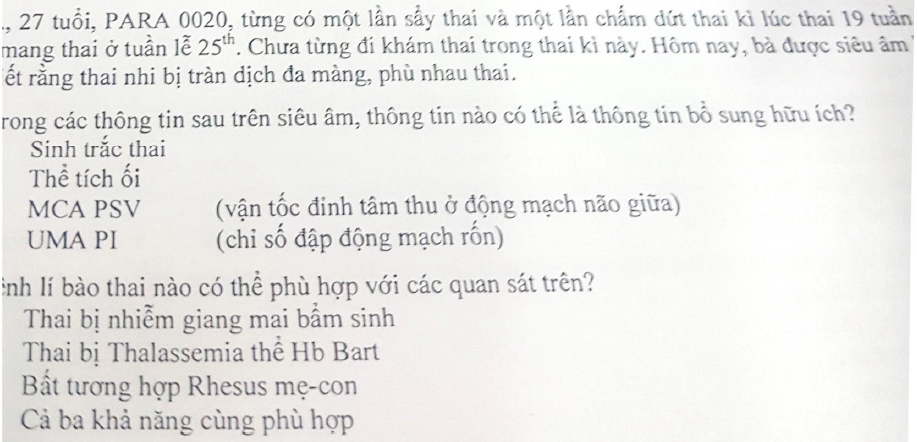 ., 27 tuổi, PARA 0020, từng có một lần sẩy thai và một lần chấm dứt thai kì lúc thai 19 tuần
mang thai ở tuần lễ 25th. Chưa từng đi khám thai trong thai kì này. Hôm nay, bà được siêu âm
ết rằng thai nhi bị tràn dịch đa màng, phù nhau thai.
rong các thông tin sau trên siêu âm, thông tin nào có thể là thông tin bổ sung hữu ích?
Sinh trắc thai
Thể tích ối
MCA PSV (vận tốc đỉnh tâm thu ở động mạch não giữa)
UMA PI (chỉ số đập động mạch rốn)
ệnh lí bào thai nào có thể phù hợp với các quan sát trên?
Thai bị nhiễm giang mai bẩm sinh
Thai bị Thalassemia thể Hb Bart
Bất tương hợp Rhesus mẹ-con
Cả ba khả năng cùng phù hợp